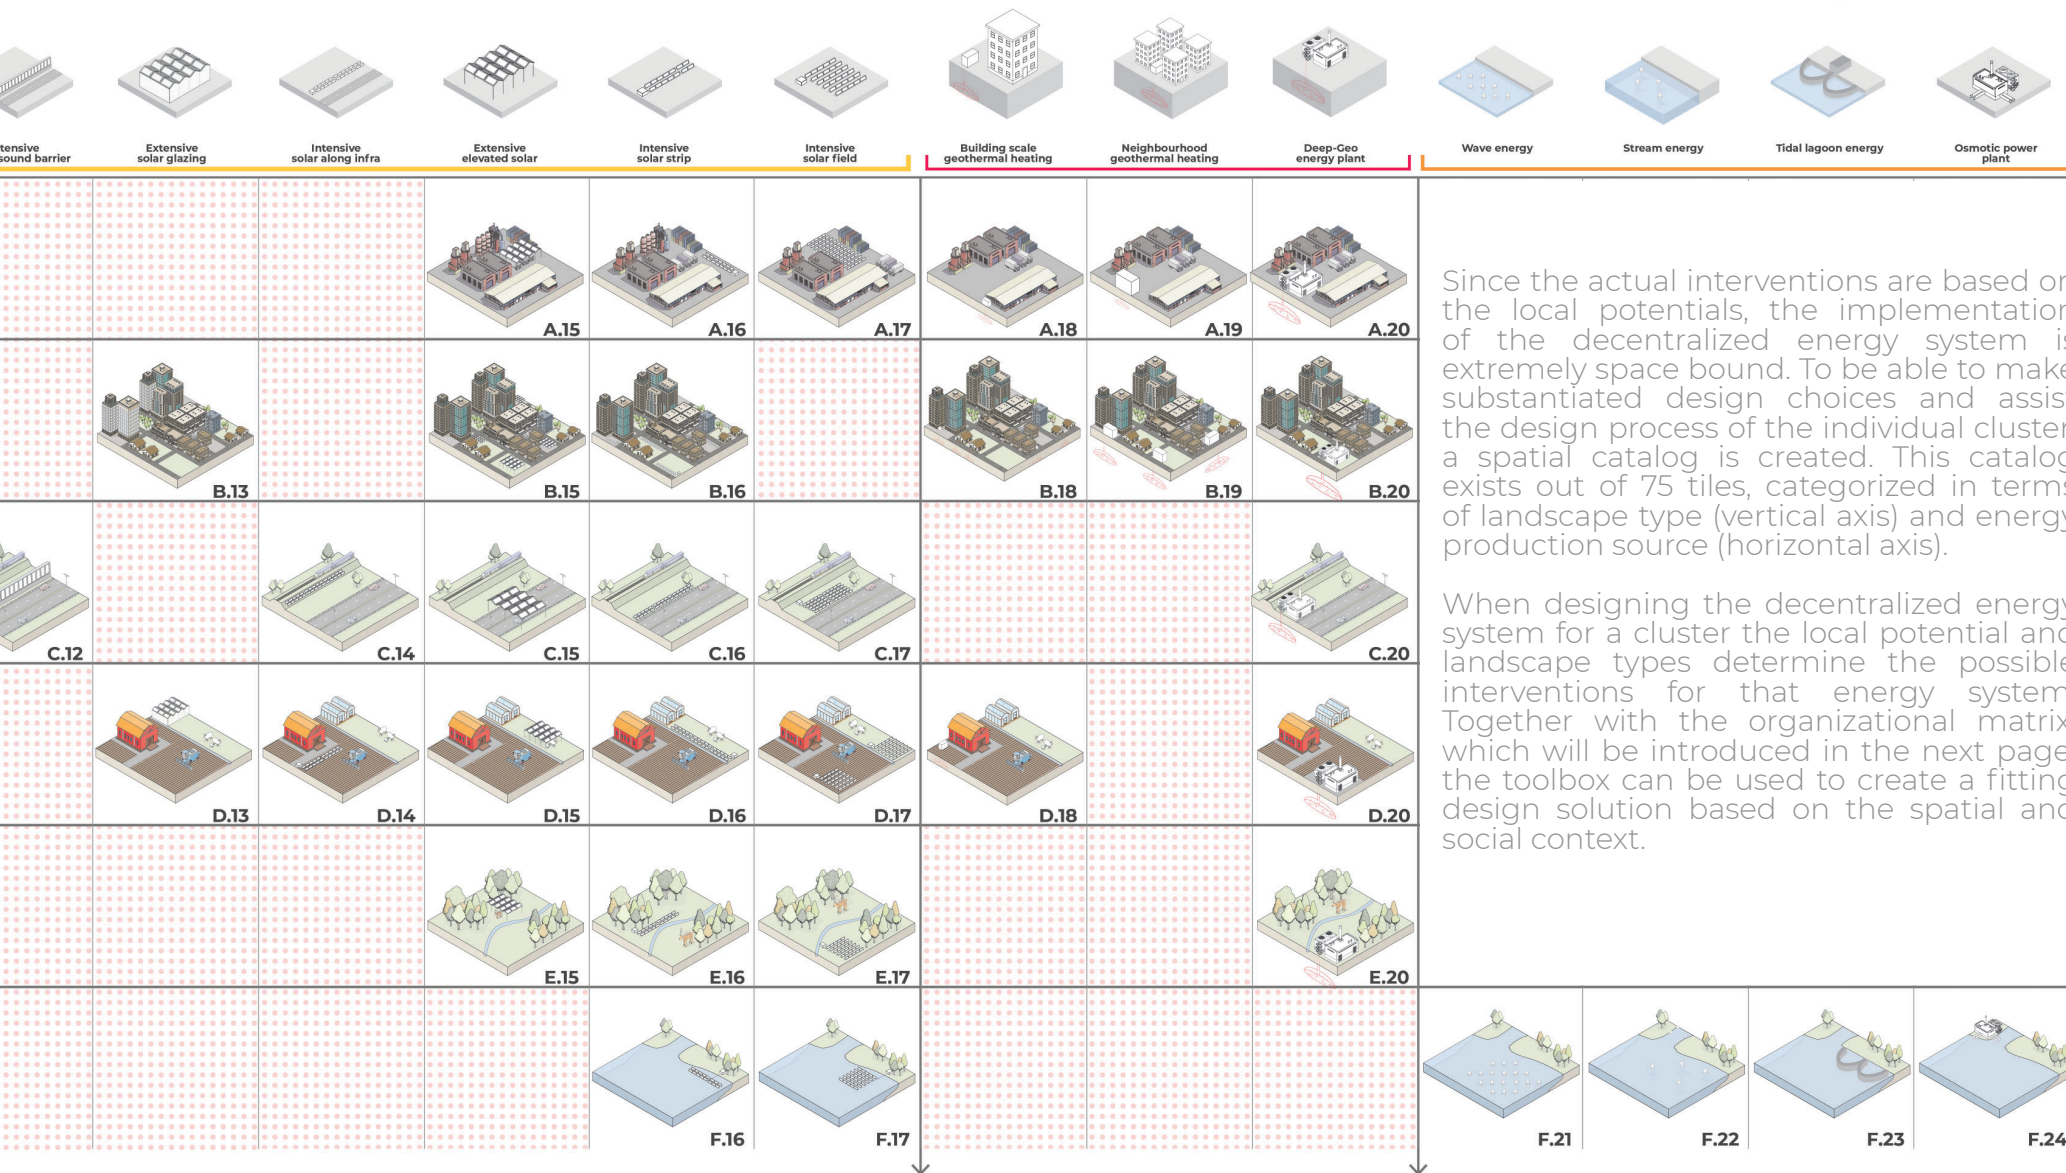 sound barrier
Extensive
solar glazing
Intensive
solar along infra
Extensive
elevated solar
Intensive
solar strip
Intensive
solar field
Building scale
geothermal heating
Neighbourhood
geothermal heating
Deep-Geo
energy plant
Wave energy
Stream energy
Tidal lagoon energy
Osmotic power
plant
A.15
A.16
A.17
A.18
A.19
A.20
B.13
B.15
B.16
B.18
B.19
B.20
C.12
C.14
C.15
C.16
C.17
C.20
D.13
D.14
D.15
D.16
D.17
D.18
D.20
E.15
E.16
E.17
E.20
F.16
F.17
F.21
F.22
F.23
F.24
Since the actual interventions are based on
the local potentials, the implementation
of the decentralized energy system is
extremely space bound. To be able to make
substantiated design choices and assist
the design process of the individual cluster
a spatial catalog is created. This catalog
exists out of 75 tiles, categorized in terms
of landscape type (vertical axis) and energy
production source (horizontal axis).
When designing the decentralized energy
system for a cluster the local potential and
landscape types determine the possible
interventions for that energy system.
Together with the organizational matrix,
which will be introduced in the next page,
the toolbox can be used to create a fitting
design solution based on the spatial and
social context.